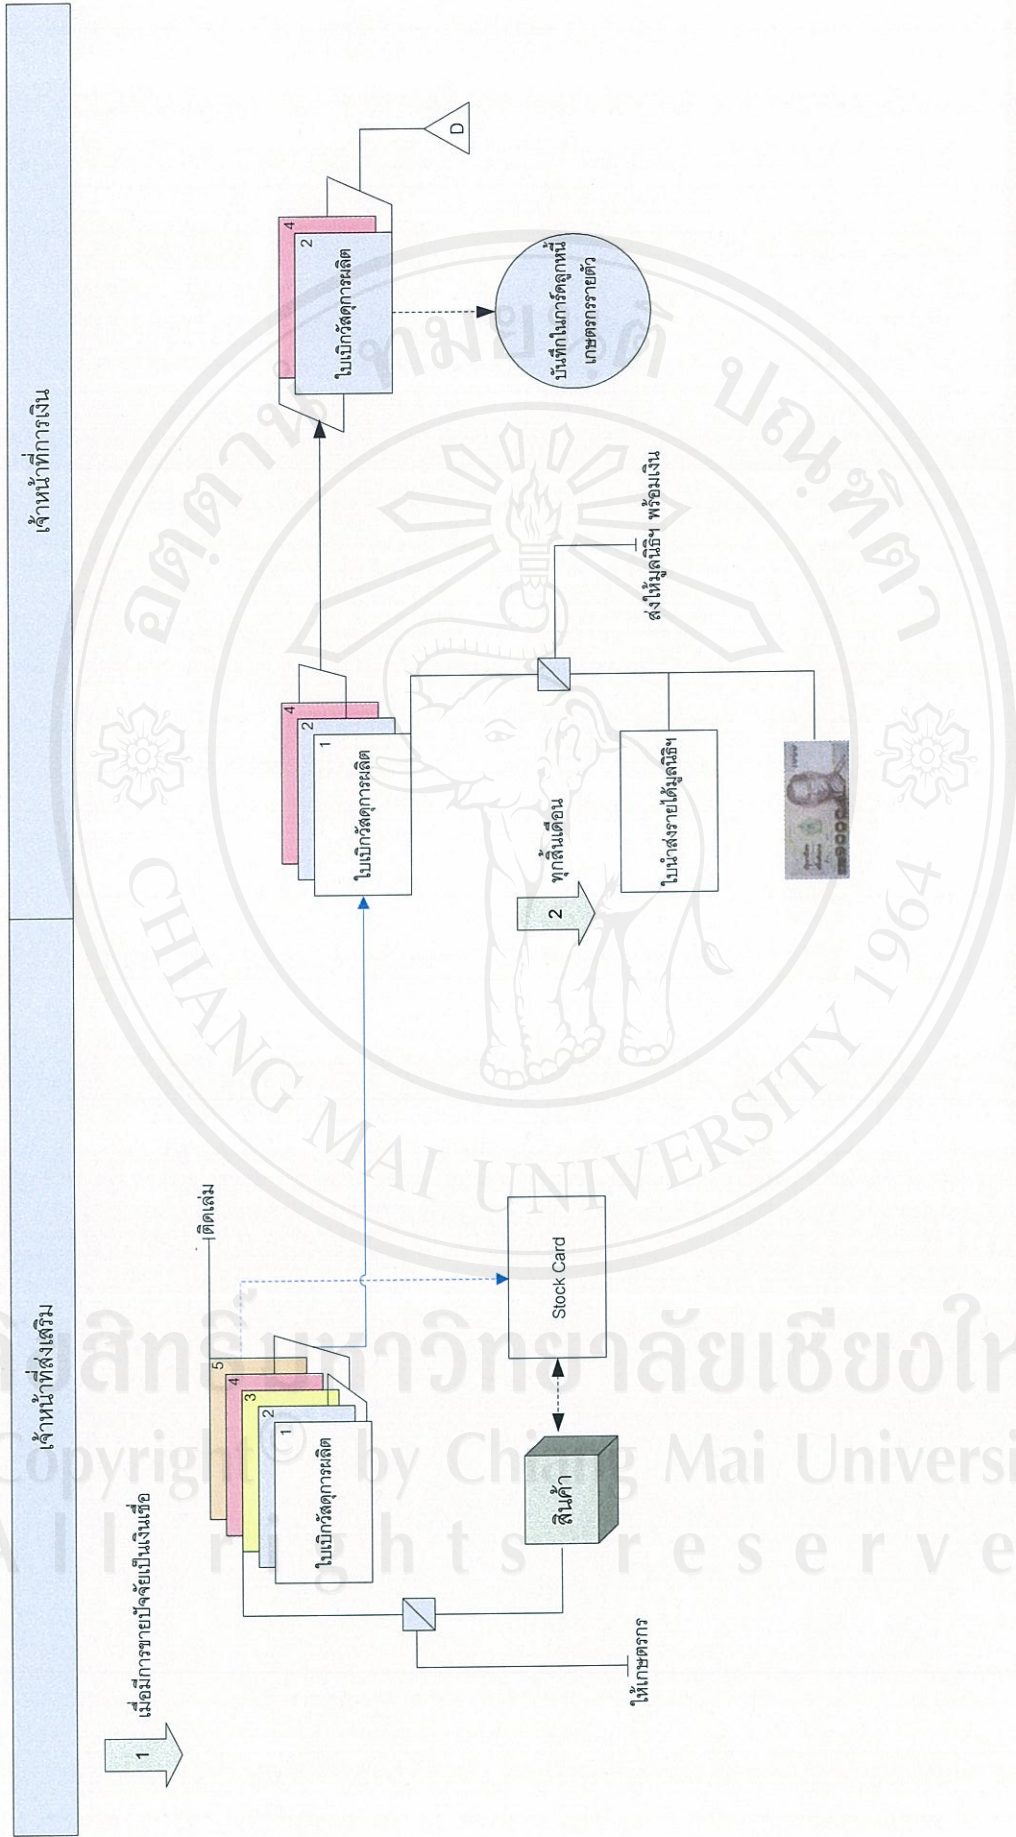 เจ้าหน้าที่ส่งเสริม
เจ้าหน้าที่การเงิน
1
เมื่อมีการขายปัจจัยเป็นเงินเชื่อ
5
4
3
2
1
ใบเบิกวัสดุการผลิต
ติดเล่ม
สินค้า
Stock Card
ให้เกษตรกร
4
2
1
ใบเบิกวัสดุการผลิต
2
ทุกสิ้นเดือน
ใบนำส่งรายได้มูลนิธิฯ
ส่งให้มูลนิธิฯ พร้อมเงิน
4
2
ใบเบิกวัสดุการผลิต
บันทึกในการ์ดลูกหนี้
เกษตรกรรายตัว
D
CHIANG MAI UNIVERSITY 1964
Copyright© by Chiang Mai Universi
All rights reserve